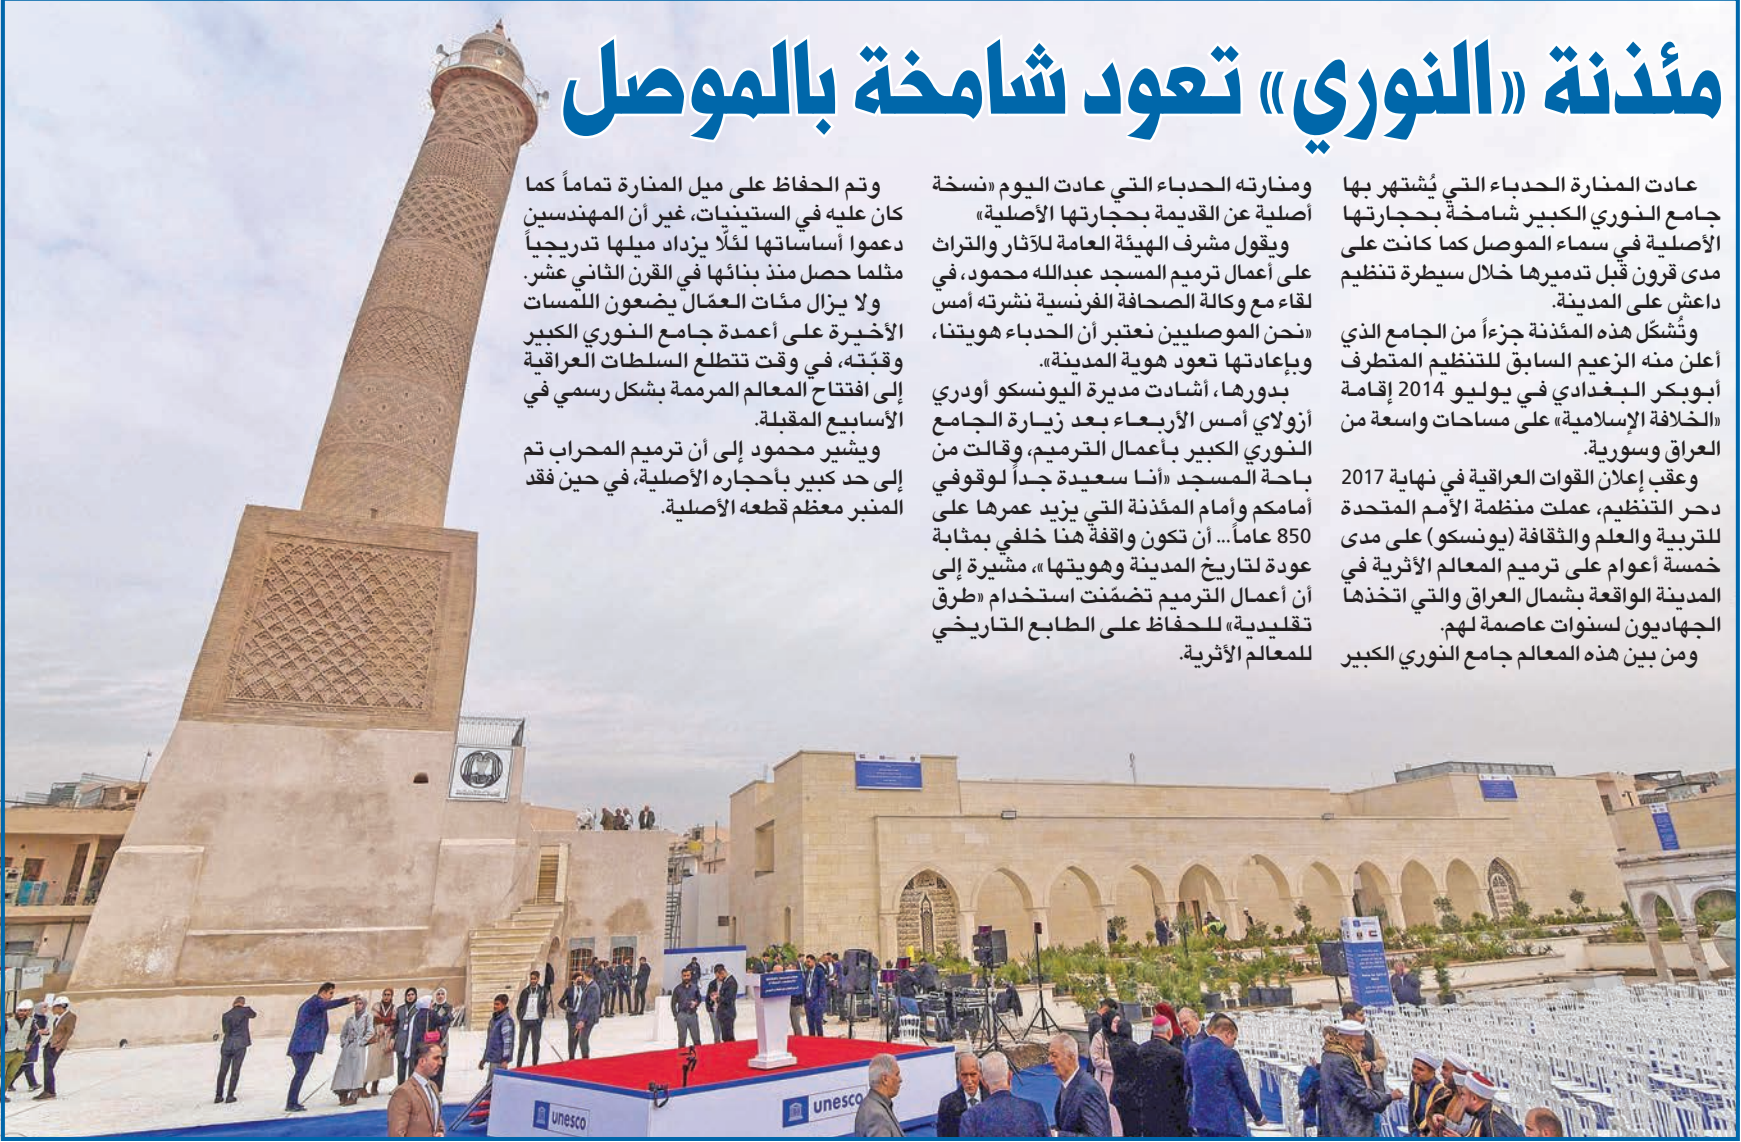 مئذنة «النوري» تعود شامخة بالموصل
عادت المنارة الحدباء التي يُشتهر بها
جامع النوري الكبير شامخة بحجارتها
الأصلية في سماء الموصل كما كانت على
مدى قرون قبل تدميرها خلال سيطرة تنظيم
داعش على المدينة.
وتُشكّل هذه المئذنة جزءاً من الجامع الذي
أعلن منه الزعيم السابق للتنظيم المتطرف
أبوبكر البغدادي في يوليو 2014 إقامة
«الخلافة الإسلامية» على مساحات واسعة من
العراق وسورية.
وعقب إعلان القوات العراقية في نهاية 2017
دحر التنظيم، عملت منظمة الأمم المتحدة
للتربية والعلم والثقافة (يونسكو) على مدى
خمسة أعوام على ترميم المعالم الأثرية في
المدينة الواقعة بشمال العراق والتي اتخذها
الجهاديون لسنوات عاصمة لهم.
ومن بين هذه المعالم جامع النوري الكبير
ومنارته الحدباء التي عادت اليوم «نسخة
أصلية عن القديمة بحجارتها الأصلية»
ويقول مشرف الهيئة العامة للآثار والتراث
على أعمال ترميم المسجد عبدالله محمود، في
لقاء مع وكالة الصحافة الفرنسية نشرته أمس
«نحن الموصليين نعتبر أن الحدباء هويتنا،
وبإعادتها تعود هوية المدينة».
بدورها، أشادت مديرة اليونسكو أودري
أزولاي أمس الأربعاء بعد زيارة الجامع
النوري الكبير بأعمال الترميم، وقالت من
باحة المسجد «أنا سعيدة جداً لوقوفي
أمامكم وأمام المئذنة التي يزيد عمرها على
850 عاماً... أن تكون واقفة هنا خلفي بمثابة
عودة لتاريخ المدينة وهويتها»، مشيرة إلى
أن أعمال الترميم تضمّنت استخدام «طرق
تقليدية» للحفاظ على الطابع التاريخي
للمعالم الأثرية.
وتم الحفاظ على ميل المنارة تماماً كما
كان عليه في الستينيات، غير أن المهندسين
دعموا أساساتها لئلّا يزداد ميلها تدريجياً
مثلما حصل منذ بنائها في القرن الثاني عشر.
ولا يزال مئات العمّال يضعون اللمسات
الأخيرة على أعمدة جامع النوري الكبير
وقبّته، في وقت تتطلع السلطات العراقية
إلى افتتاح المعالم المرممة بشكل رسمي في
الأسابيع المقبلة.
ويشير محمود إلى أن ترميم المحراب تم
إلى حد كبير بأحجاره الأصلية، في حين فقد
المنبر معظم قطعه الأصلية.
unesco
unesco